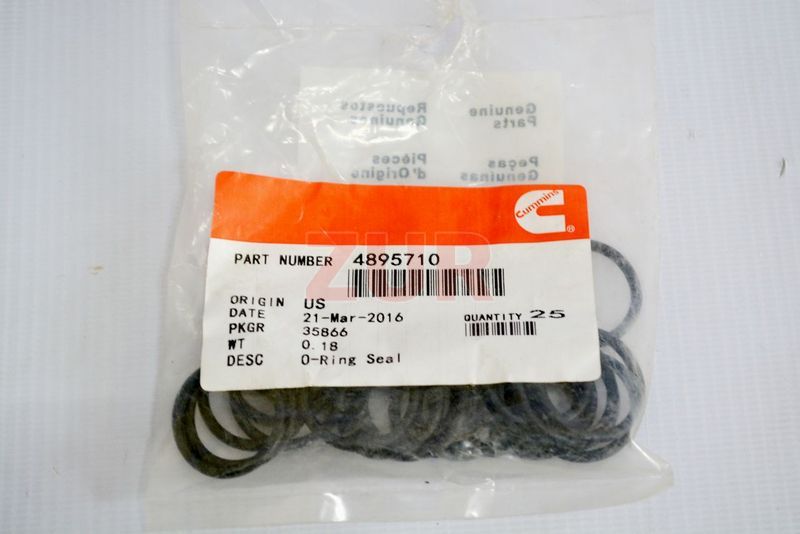 Repuestos
Genuinos
Genuine
Parts
Pièces
d'Origine
Peças
Genuinas
Cummins
®
ZUR
PART NUMBER 4895710
ORIGIN US
DATE 21-Mar-2016
PKGR 35866
WT 0.18
DESC O-Ring Seal
QUANTITY 25